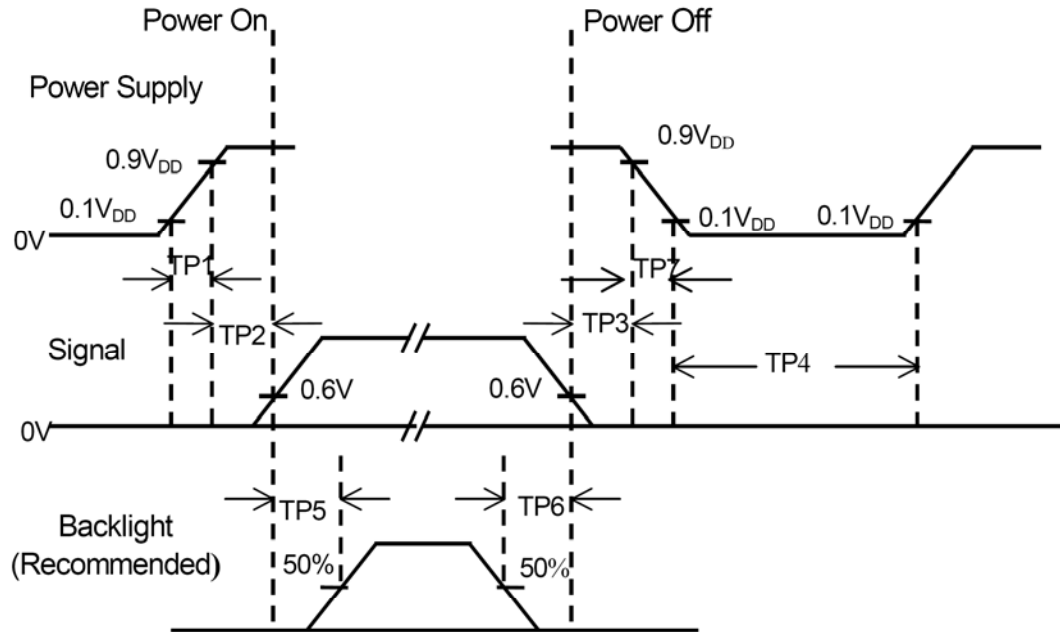 Power On
Power Off
Power Supply
0.9VDD
0.9VDD
0.1VDD
0.1VDD
0.1VDD
0V
TP1
TP7
TP2
TP3
Signal
TP4
0.6V
0.6V
0V
TP5
TP6
Backlight
(Recommended)
50%
50%